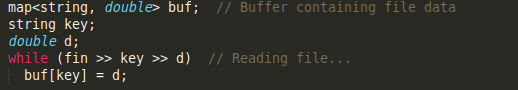 map<string, double> buf;  // Buffer containing file data
string key;
double d;
while (fin >> key >> d)  // Reading file...
  buf[key] = d;